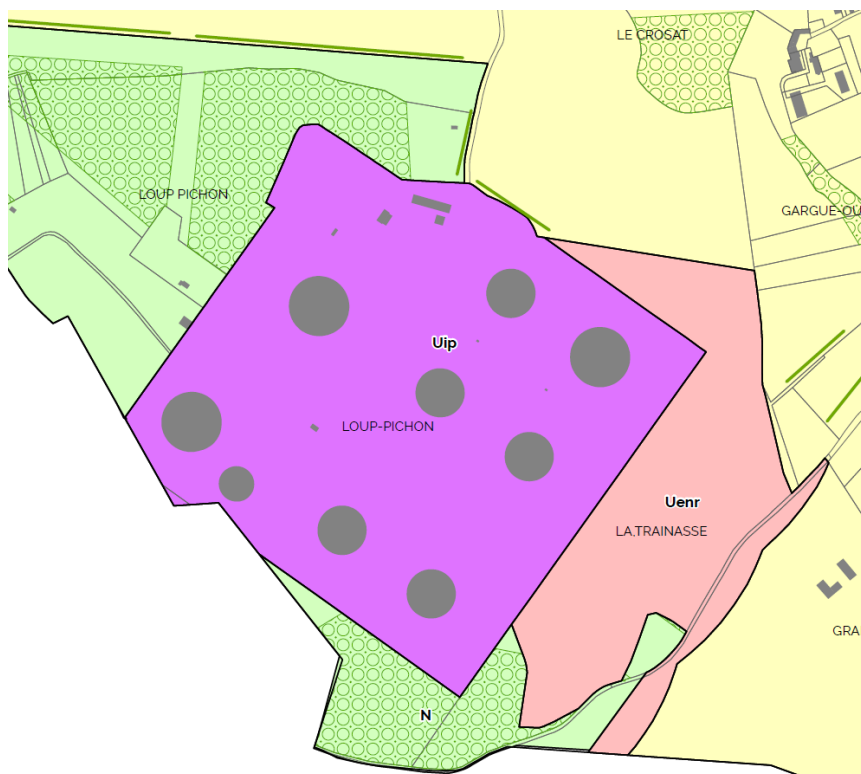 LE CROSAT
LOUP PICHON
GARGUE-OU
Uip
LOUP-PICHON
Uenr
LA,TRAINASSE
GRA
N